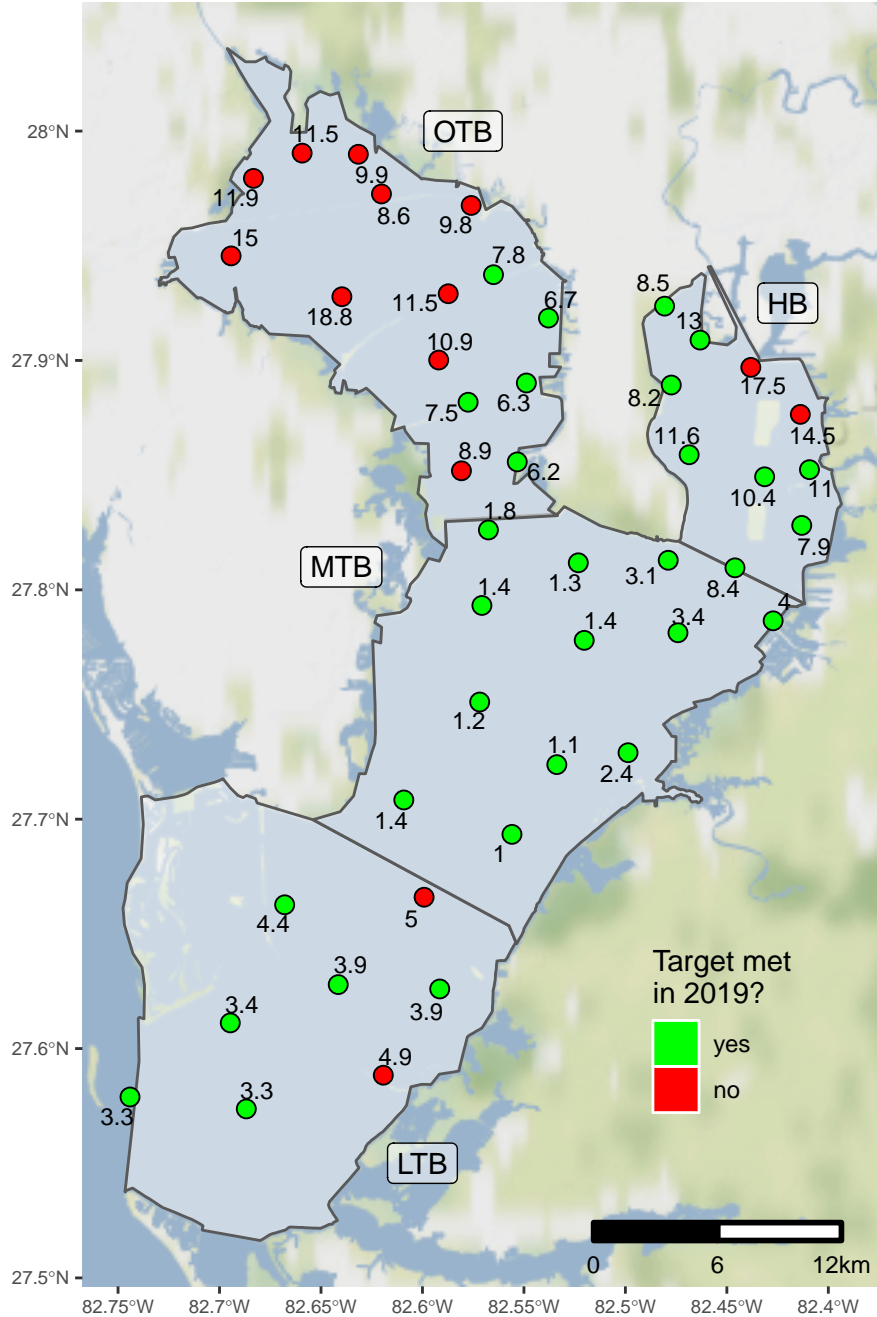 28°N
27.9°N
27.8°N
27.7°N
27.6°N
27.5°N
OTB
11.5
9.9
11.9
8.6
9.8
15
7.8
18.8
11.5
6.7
10.9
7.5
6.3
8.9
6.2
HB
8.5
13
17.5
8.2
14.5
11.6
10.4
11
7.9
8.4
MTB
1.8
1.3
3.1
4
1.4
1.4
3.4
1.2
1.1
2.4
1.4
1
5
4.4
3.9
3.9
3.4
4.9
3.3
3.3
LTB
Target met
in 2019?
yes
no
0 6 12km
82.75°W 82.7°W 82.65°W 82.6°W 82.55°W 82.5°W 82.45°W 82.4°W